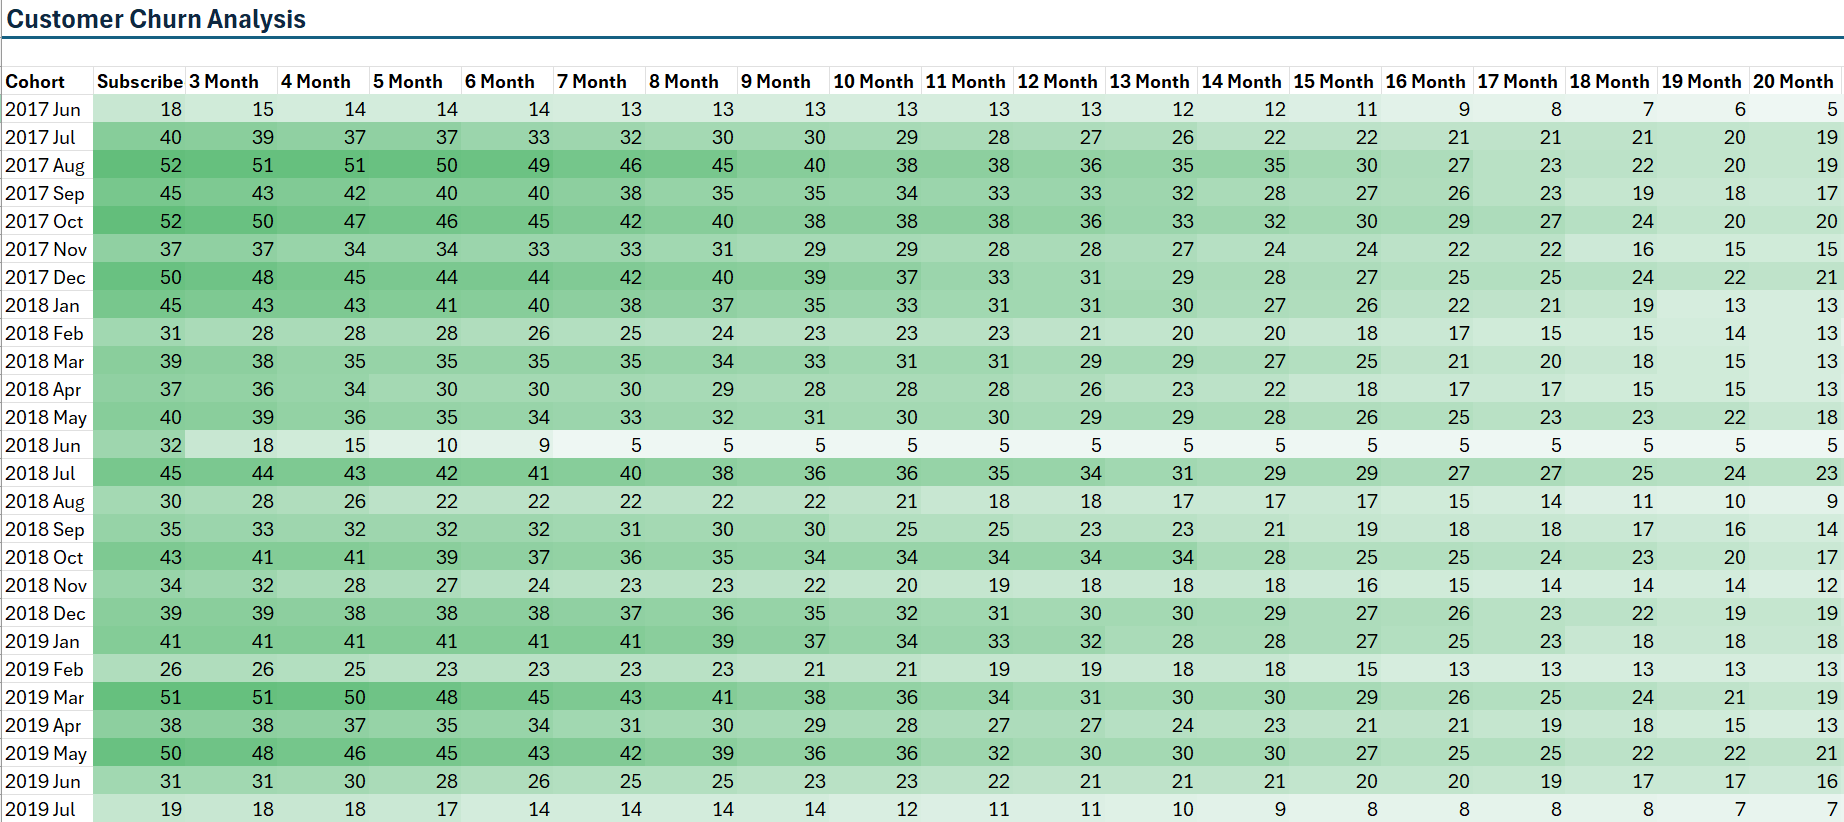 Customer Churn Analysis
Cohort Subscribe 3 Month 4 Month 5 Month 6 Month 7 Month 8 Month 9 Month 10 Month 11 Month 12 Month 13 Month 14 Month 15 Month 16 Month 17 Month 18 Month 19 Month 20 Month
2017 Jun 18 15 14 14 14 13 13 13 13 13 13 12 12 11 9 8 7 6 5
2017 Jul 40 39 37 37 33 32 30 30 29 28 27 26 22 22 21 21 21 20 19
2017 Aug 52 51 51 50 49 46 45 40 38 38 36 35 35 30 27 23 22 20 19
2017 Sep 45 43 42 40 40 38 35 35 34 33 33 32 28 27 26 23 19 18 17
2017 Oct 52 50 47 46 45 42 40 38 38 38 36 33 32 30 29 27 24 20 20
2017 Nov 37 37 34 34 33 33 31 29 29 28 28 27 24 24 22 22 16 15 15
2017 Dec 50 48 45 44 44 42 40 39 37 33 31 29 28 27 25 25 24 22 21
2018 Jan 45 43 43 41 40 38 37 35 33 31 31 30 27 26 22 21 19 13 13
2018 Feb 31 28 28 28 26 25 24 23 23 23 21 20 20 18 17 15 15 14 13
2018 Mar 39 38 35 35 35 35 34 33 31 31 29 29 27 25 21 20 18 15 13
2018 Apr 37 36 34 30 30 30 29 28 28 28 26 23 22 18 17 17 15 15 13
2018 May 40 39 36 35 34 33 32 31 30 30 29 29 28 26 25 23 23 22 18
2018 Jun 32 18 15 10 9 5 5 5 5 5 5 5 5 5 5 5 5 5 5
2018 Jul 45 44 43 42 41 40 38 36 36 35 34 31 29 29 27 27 25 24 23
2018 Aug 30 28 26 22 22 22 22 22 21 18 18 17 17 17 15 14 11 10 9
2018 Sep 35 33 32 32 32 31 30 30 25 25 23 23 21 19 18 18 17 16 14
2018 Oct 43 41 41 39 37 36 35 34 34 34 34 34 28 25 25 24 23 20 17
2018 Nov 34 32 28 27 24 23 23 22 20 19 18 18 18 16 15 14 14 14 12
2018 Dec 39 39 38 38 38 37 36 35 32 31 30 30 29 27 26 23 22 19 19
2019 Jan 41 41 41 41 41 41 39 37 34 33 32 28 28 27 25 23 18 18 18
2019 Feb 26 26 25 23 23 23 23 21 21 19 19 18 18 15 13 13 13 13 13
2019 Mar 51 51 50 48 45 43 41 38 36 34 31 30 30 29 26 25 24 21 19
2019 Apr 38 38 37 35 34 31 30 29 28 27 27 24 23 21 21 19 18 15 13
2019 May 50 48 46 45 43 42 39 36 36 32 30 30 30 27 25 25 22 22 21
2019 Jun 31 31 30 28 26 25 25 23 23 22 21 21 21 20 20 19 17 17 16
2019 Jul 19 18 18 17 14 14 14 14 12 11 11 10 9 8 8 8 8 7 7